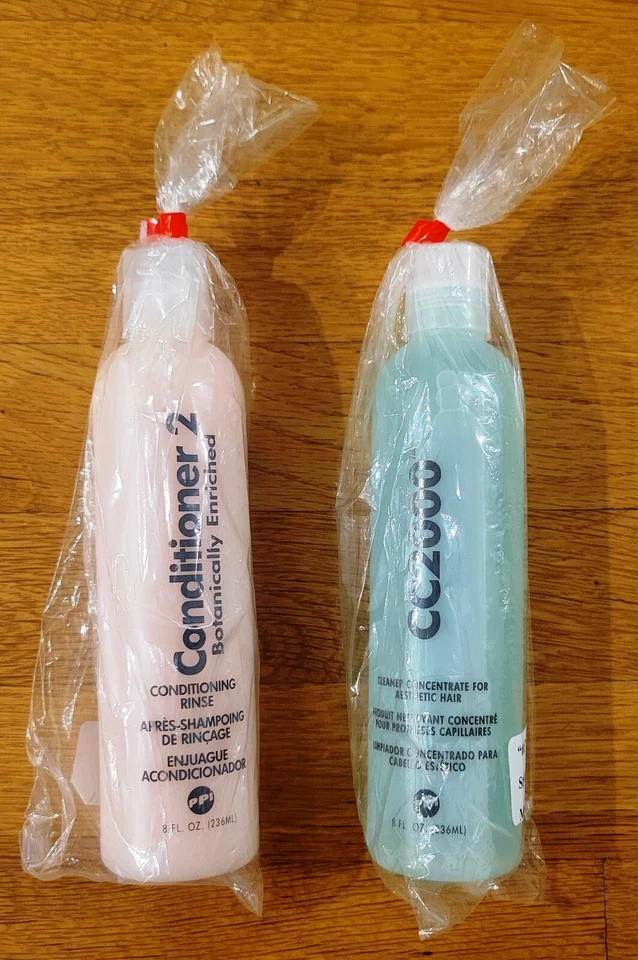 Conditioner 2
Botanically Enriched
CONDITIONING
RINSE
APRÈS-SHAMPOING
DE RINÇAGE
ENJUAGUE
ACONDICIONADOR
PPI
8 FL. OZ. (236ML)
CC2000
CLEANER CONCENTRATE FOR
AESTHETIC HAIR
PRODUIT NETTOYANT CONCENTRÉ
POUR PROTHÈSES CAPILLAIRES
LIMPIADOR CONCENTRADO PARA
CABELLO ESTÉTICO
8 FL. OZ. (236ML)